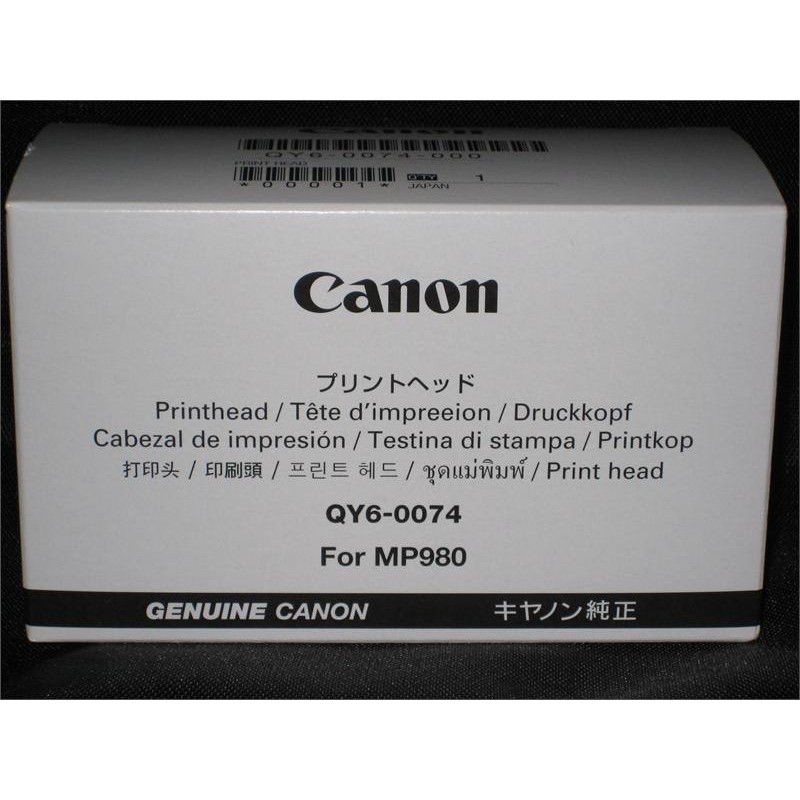 Canon
QY6-0074-000
PRINT HEAD
QTY 1
*00001* JAPAN
Canon
プリントヘッド
Printhead / Tête d'impreeion / Druckkopf
Cabezal de impresión / Testina di stampa / Printkop
打印头 / 印刷頭 / 프린트 헤드 / ชุดแม่พิมพ์ / Print head
QY6-0074
For MP980
GENUINE CANON キヤノン純正